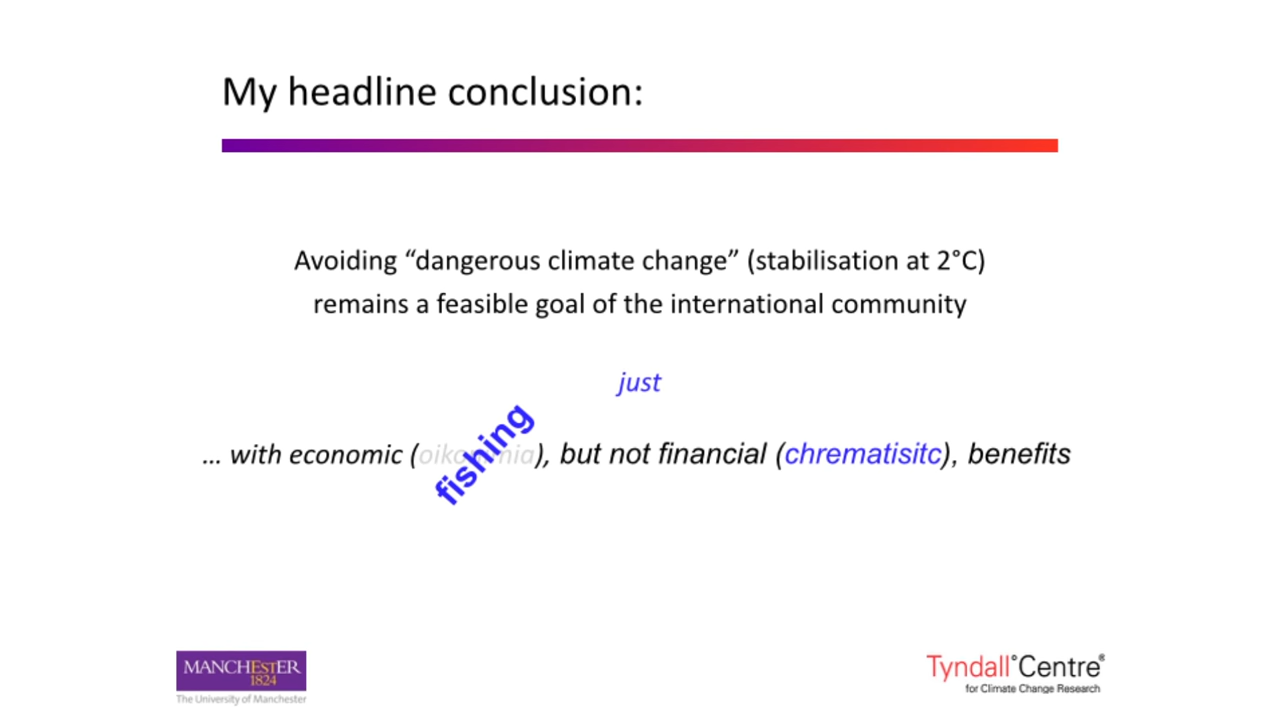 My headline conclusion:
Avoiding “dangerous climate change” (stabilisation at 2°C)
remains a feasible goal of the international community
just
fishing
... with economic (), but not financial (chrematisitc), benefits
MANCHESTER
1824
The University of Manchester
Tyndall°Centre®
for Climate Change Research